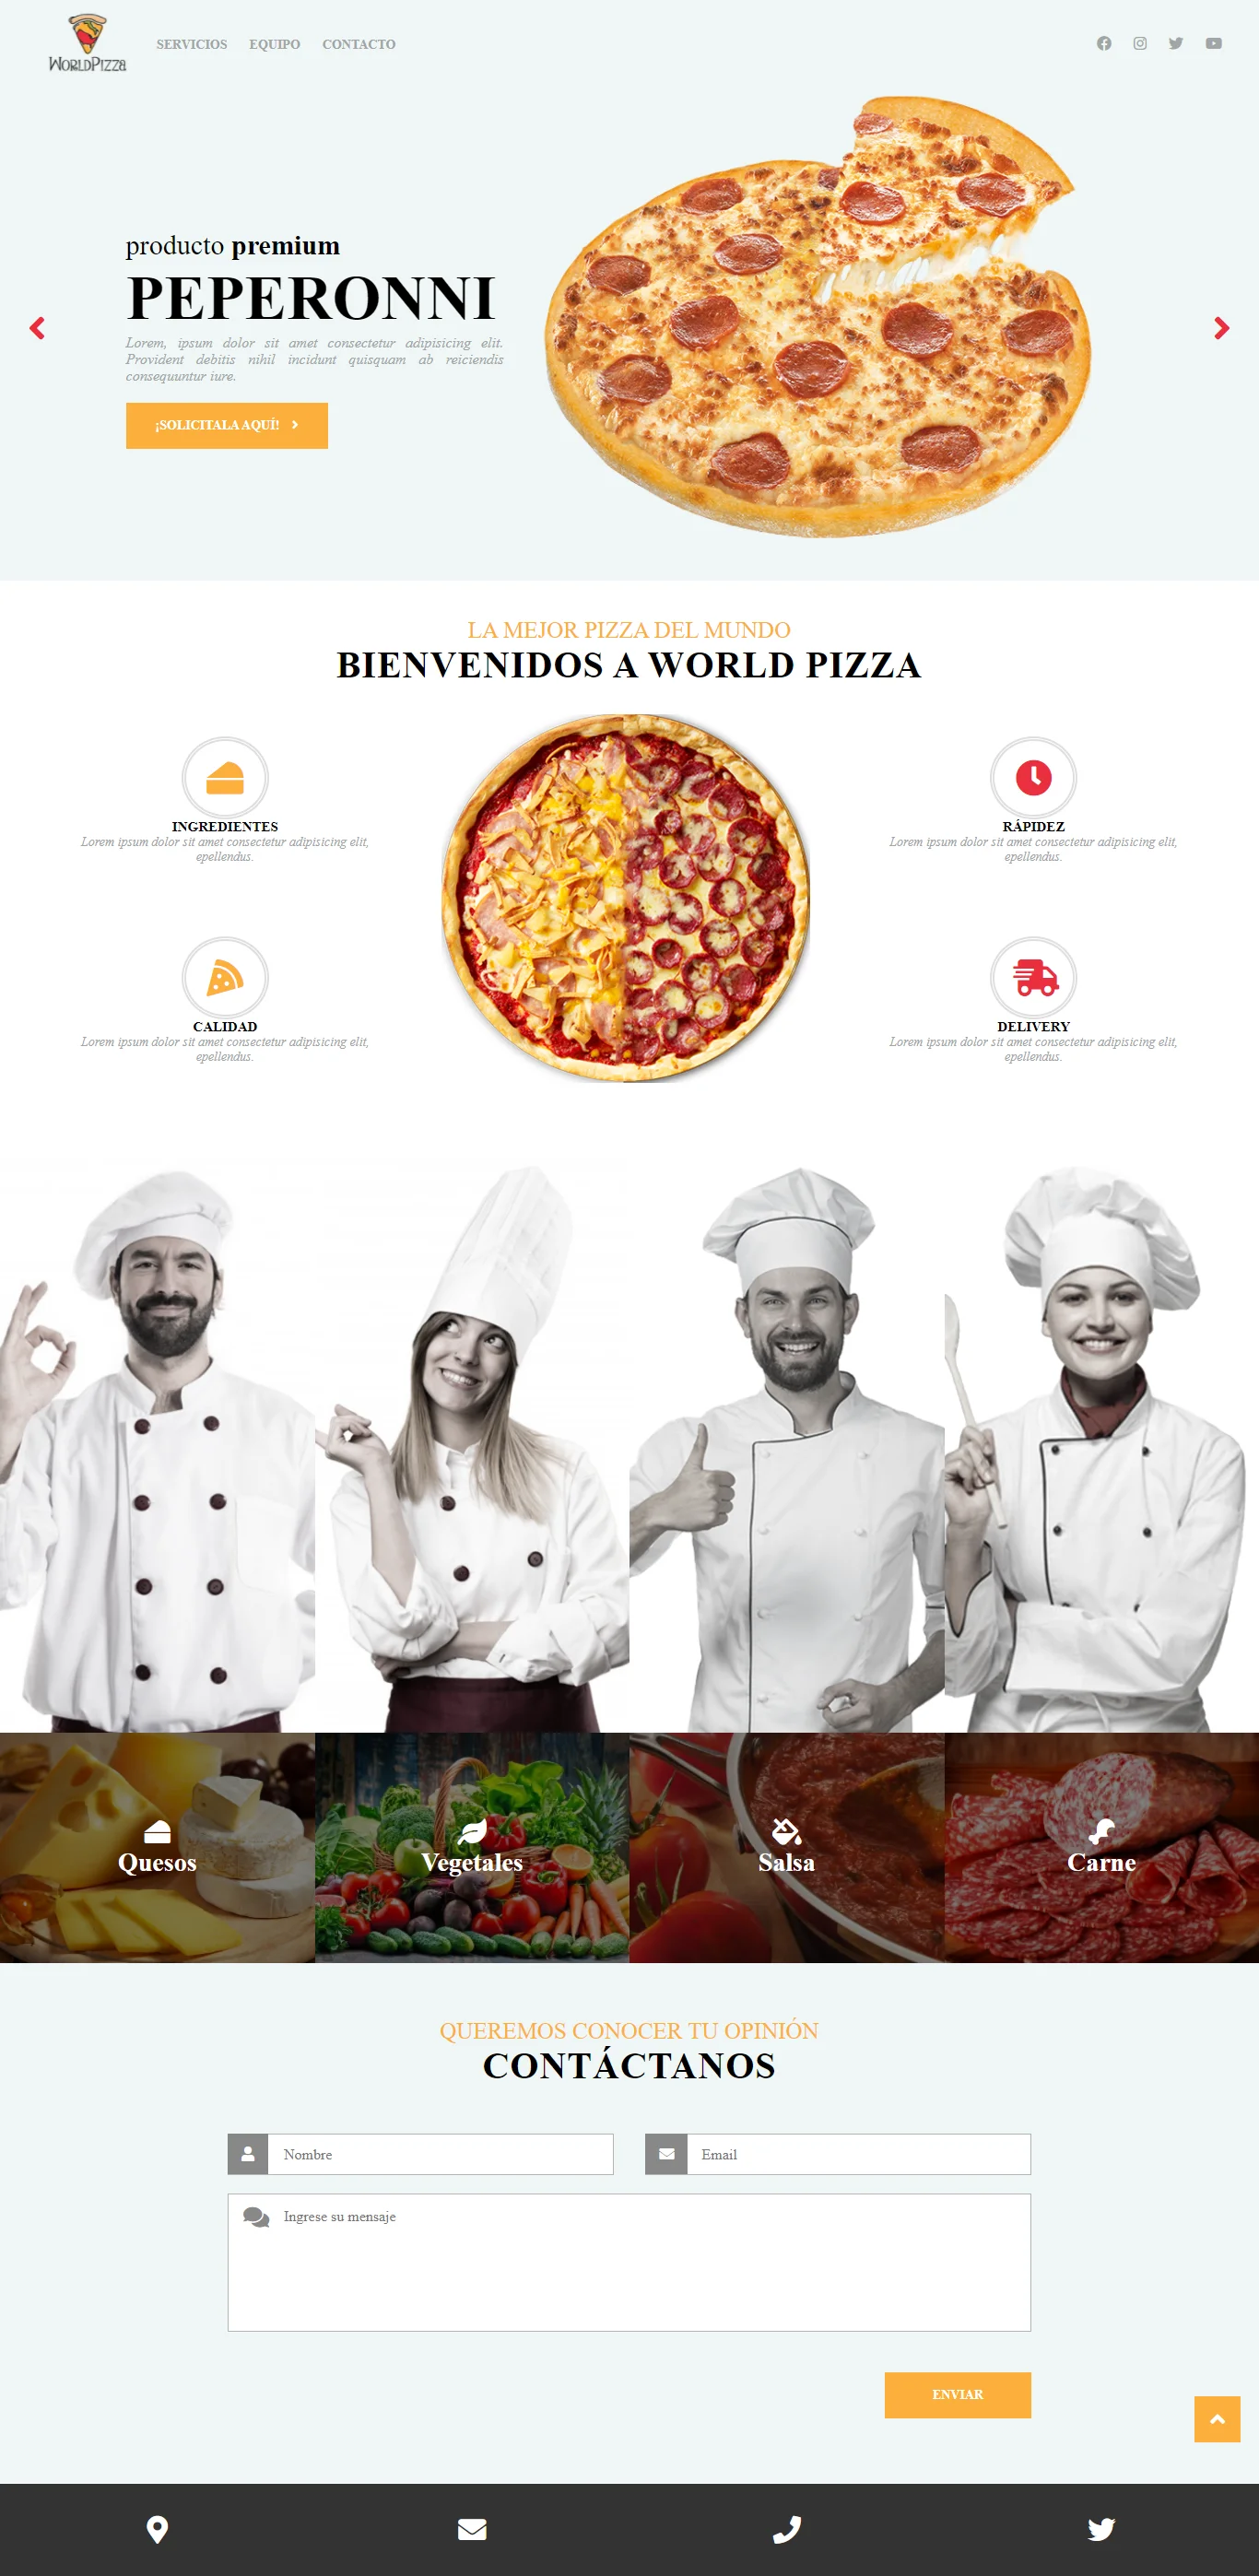 WORLDPIZZA
SERVICIOS EQUIPO CONTACTO
producto premium
PEPERONNI
Lorem, ipsum dolor sit amet consectetur adipisicing elit.
Provident debitis nihil incidunt quisquam ab reiciendis
consequuntur iure.
¡SOLICITALA AQUÍ!
LA MEJOR PIZZA DEL MUNDO
BIENVENIDOS A WORLD PIZZA
INGREDIENTES
Lorem ipsum dolor sit amet consectetur adipisicing elit,
epellendus.
RÁPIDEZ
Lorem ipsum dolor sit amet consectetur adipisicing elit,
epellendus.
CALIDAD
Lorem ipsum dolor sit amet consectetur adipisicing elit,
epellendus.
DELIVERY
Lorem ipsum dolor sit amet consectetur adipisicing elit,
epellendus.
Quesos
Vegetales
Salsa
Carne
QUEREMOS CONOCER TU OPINIÓN
CONTÁCTANOS
Nombre
Email
Ingrese su mensaje
ENVIAR